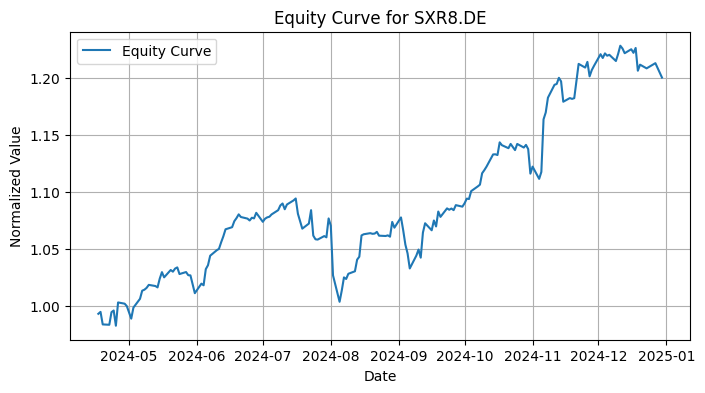 Equity Curve for SXR8.DE
Equity Curve
Normalized Value
1.20
1.15
1.10
1.05
1.00
2024-05 2024-06 2024-07 2024-08 2024-09 2024-10 2024-11 2024-12 2025-01
Date